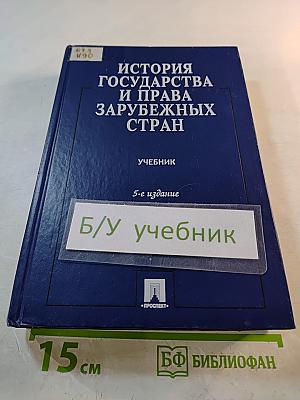 ИСТОРИЯ
ГОСУДАРСТВА
И ПРАВА
ЗАРУБЕЖНЫХ
СТРАН
УЧЕБНИК
5-е издание
Б/У учебник
•ПРОСПЕКТ•
15 см
БФ БИБЛИОФАН